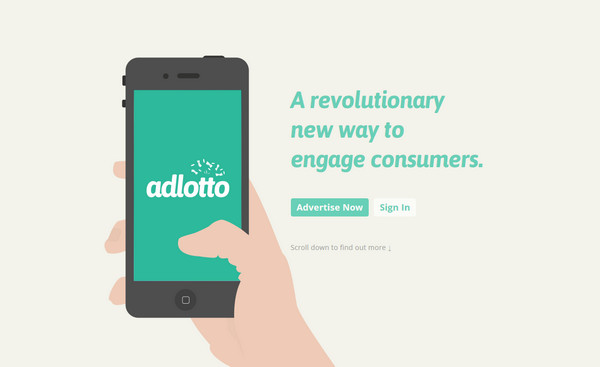 adlotto
A revolutionary
new way to
engage consumers.
Advertise Now Sign In
Scroll down to find out more ↓